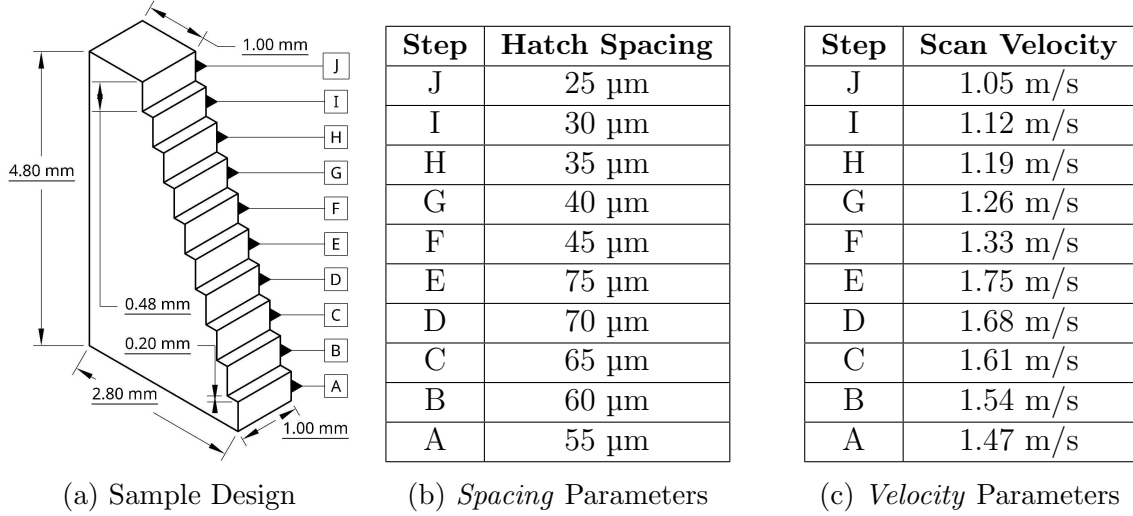 1.00 mm
J
I
H
G
F
E
D
C
B
A
4.80 mm
0.48 mm
0.20 mm
2.80 mm
1.00 mm
(a) Sample Design
Step Hatch Spacing
J 25 µm
I 30 µm
H 35 µm
G 40 µm
F 45 µm
E 75 µm
D 70 µm
C 65 µm
B 60 µm
A 55 µm
(b) Spacing Parameters
Step Scan Velocity
J 1.05 m/s
I 1.12 m/s
H 1.19 m/s
G 1.26 m/s
F 1.33 m/s
E 1.75 m/s
D 1.68 m/s
C 1.61 m/s
B 1.54 m/s
A 1.47 m/s
(c) Velocity Parameters